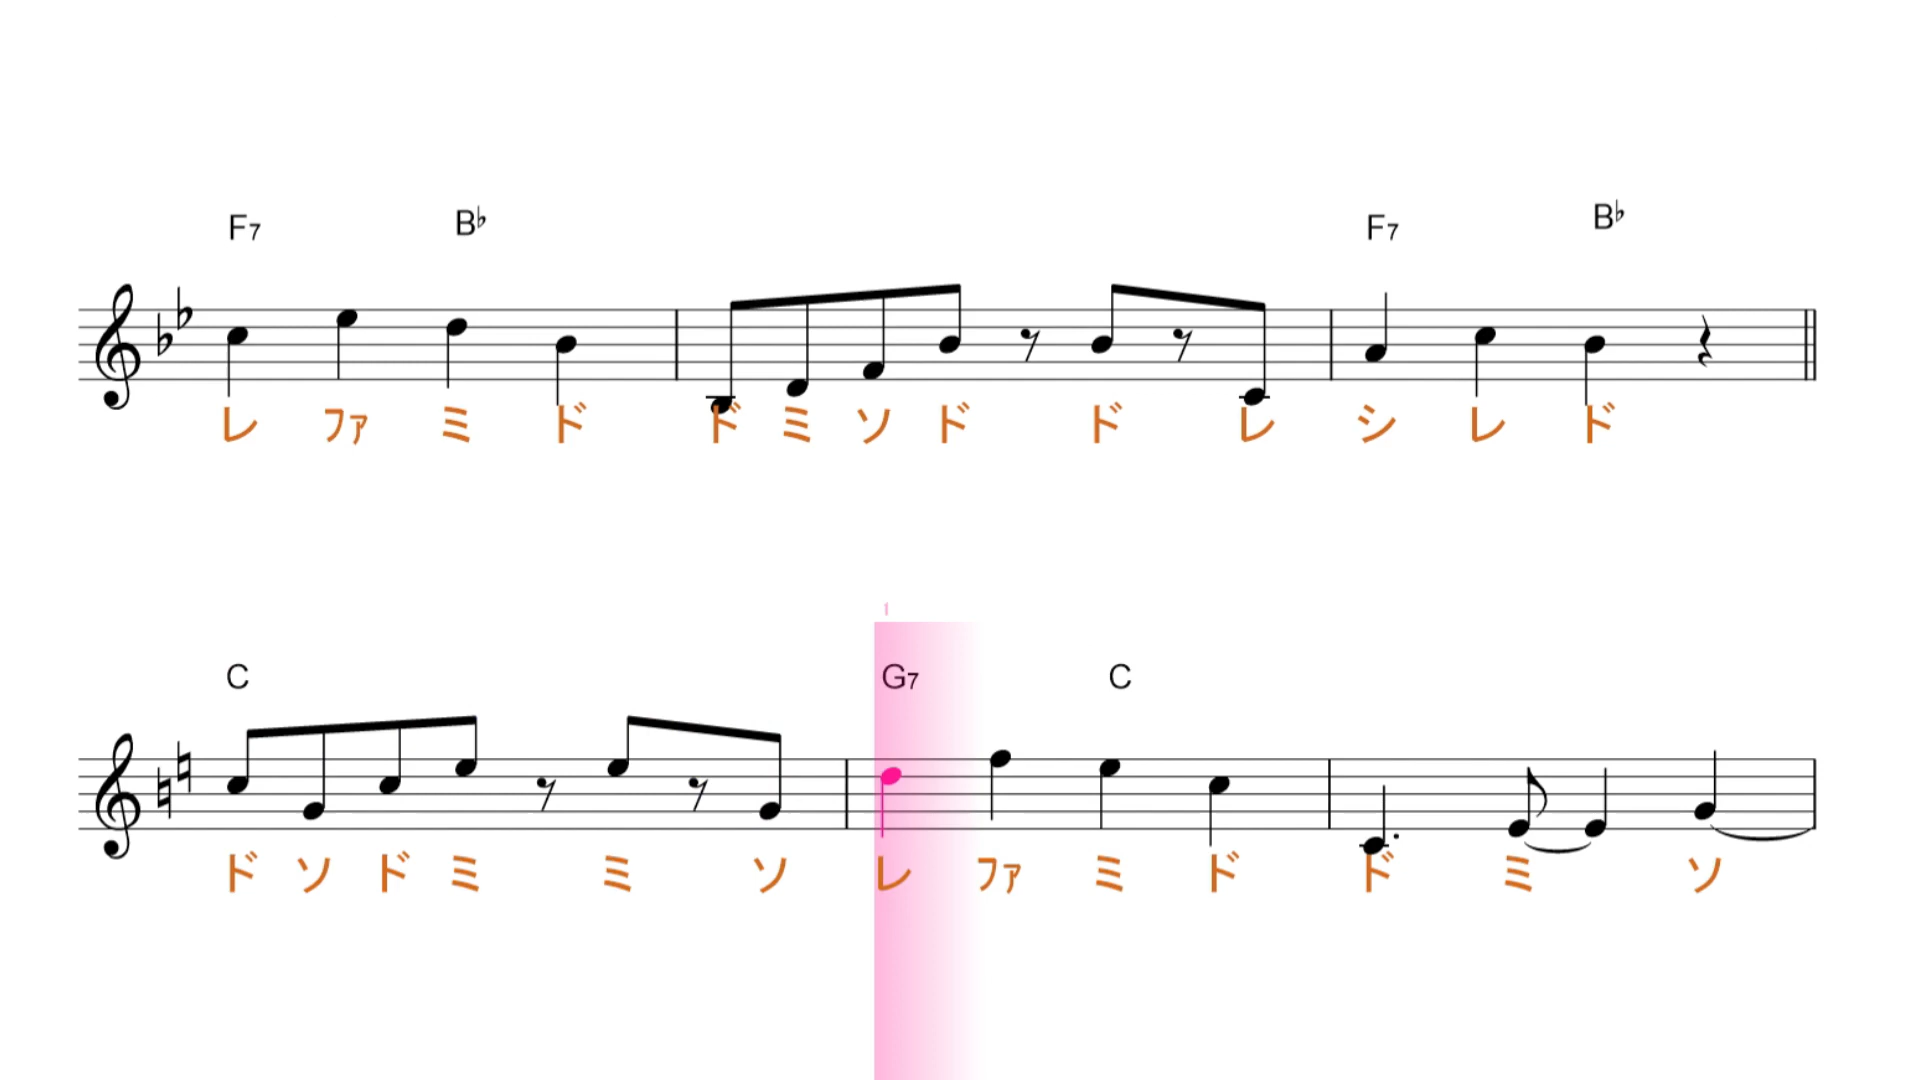 F7 B♭ F7 B♭
レ ファ ミ ド ド ミ ソ ド ド レ シ レ ド
1
C G7 C
ド ソ ド ミ ミ ソ レ ファ ミ ド ド ミ ソ